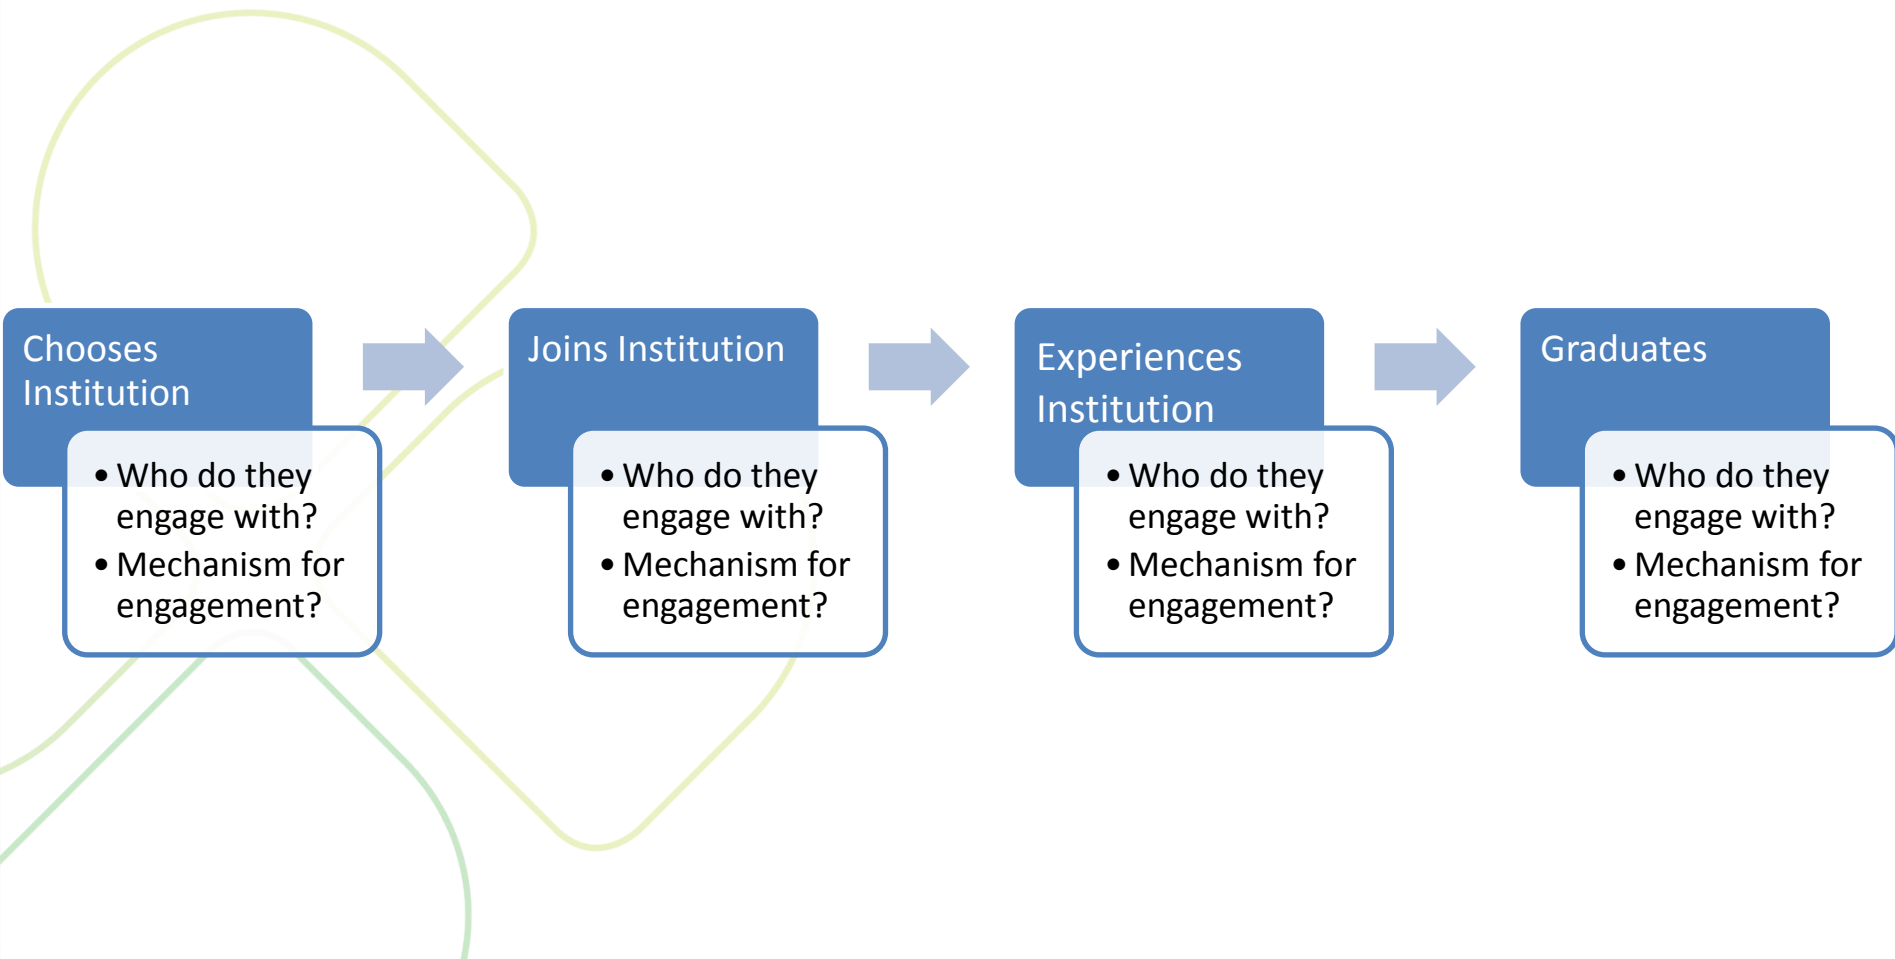 Chooses
Institution
• Who do they
engage with?
• Mechanism for
engagement?
Joins Institution
• Who do they
engage with?
• Mechanism for
engagement?
Experiences
Institution
• Who do they
engage with?
• Mechanism for
engagement?
Graduates
• Who do they
engage with?
• Mechanism for
engagement?